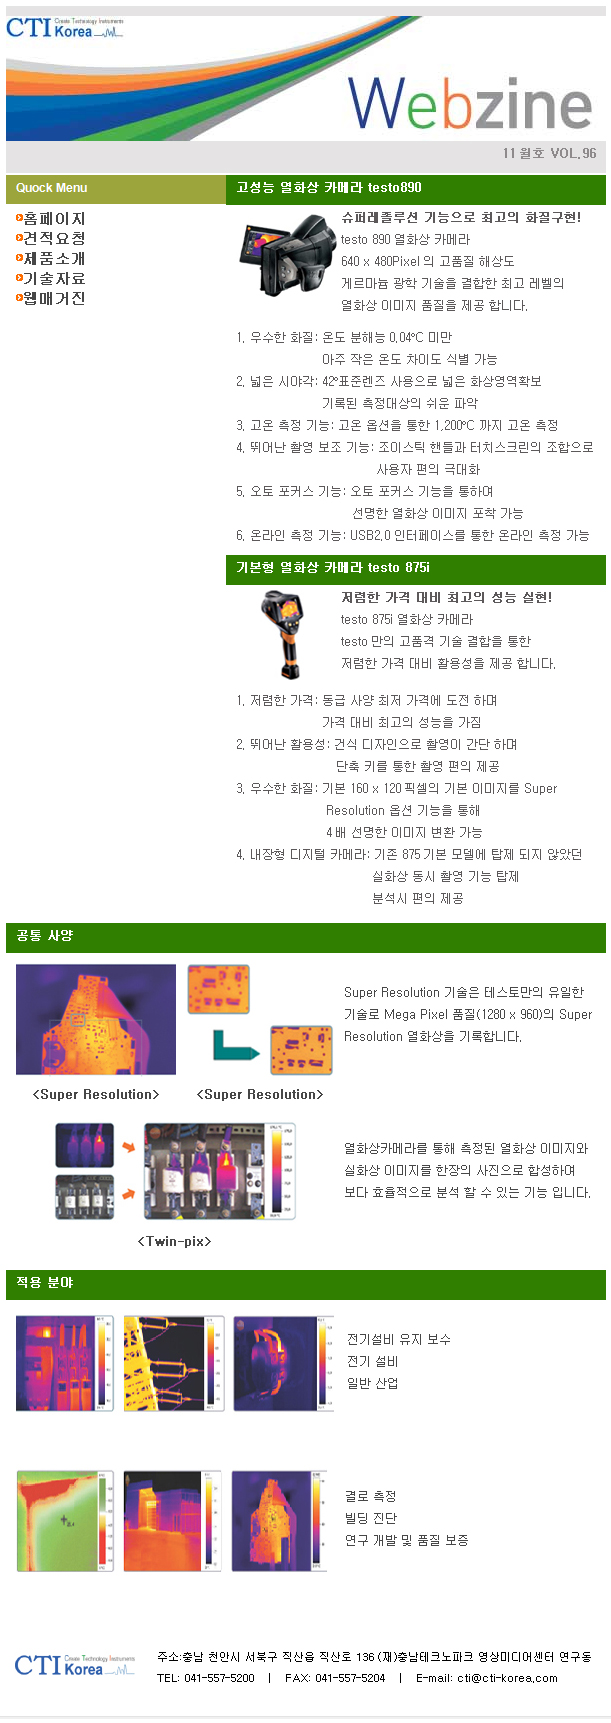 CTI Create Technology Instruments
Korea
Webzine
11월호 VOL.96
Quock Menu
홈페이지
견적요청
제품소개
기술자료
웹매거진
고성능 열화상 카메라 testo890
슈퍼레졸루션 기능으로 최고의 화질구현!
testo 890 열화상 카메라
640 x 480Pixel 의 고품질 해상도
게르마늄 광학 기술을 결합한 최고 레벨의
열화상 이미지 품질을 제공 합니다.
1. 우수한 화질: 온도 분해능 0.04℃ 미만
아주 작은 온도 차이도 식별 가능
2. 넓은 시야각: 42°표준렌즈 사용으로 넓은 화상영역확보
기록된 측정대상의 쉬운 파악
3. 고온 측정 기능: 고온 옵션을 통한 1,200℃ 까지 고온 측정
4. 뛰어난 촬영 보조 기능: 조이스틱 핸들과 터치스크린의 조합으로
사용자 편의 극대화
5. 오토 포커스 기능: 오토 포커스 기능을 통하여
선명한 열화상 이미지 포착 가능
6. 온라인 측정 기능: USB2.0 인터페이스를 통한 온라인 측정 가능
기본형 열화상 카메라 testo 875i
저렴한 가격 대비 최고의 성능 실현!
testo 875i 열화상 카메라
testo 만의 고품격 기술 결합을 통한
저렴한 가격 대비 활용성을 제공 합니다.
1. 저렴한 가격: 동급 사양 최저 가격에 도전 하며
가격 대비 최고의 성능을 가짐
2. 뛰어난 활용성: 건식 디자인으로 촬영이 간단 하며
단축 키를 통한 촬영 편의 제공
3. 우수한 화질: 기본 160 x 120 픽셀의 기본 이미지를 Super
Resolution 옵션 기능을 통해
4배 선명한 이미지 변환 가능
4. 내장형 디지털 카메라: 기존 875 기본 모델에 탑제 되지 않았던
실화상 동시 촬영 기능 탑제
분석시 편의 제공
공통 사양
Super Resolution 기술은 테스토만의 유일한
기술로 Mega Pixel 품질(1280 x 960)의 Super
Resolution 열화상을 기록합니다.
<Super Resolution> <Super Resolution>
열화상카메라를 통해 측정된 열화상 이미지와
실화상 이미지를 한장의 사진으로 합성하여
보다 효율적으로 분석 할 수 있는 기능 입니다.
<Twin-pix>
적용 분야
전기설비 유지 보수
전기 설비
일반 산업
결로 측정
빌딩 진단
연구 개발 및 품질 보증
CTI Create Technology Instruments
Korea
주소:충남 천안시 서북구 직산읍 직산로 136 (재)충남테크노파크 영상미디어센터 연구동
TEL: 041-557-5200 | FAX: 041-557-5204 | E-mail: cti@cti-korea.com